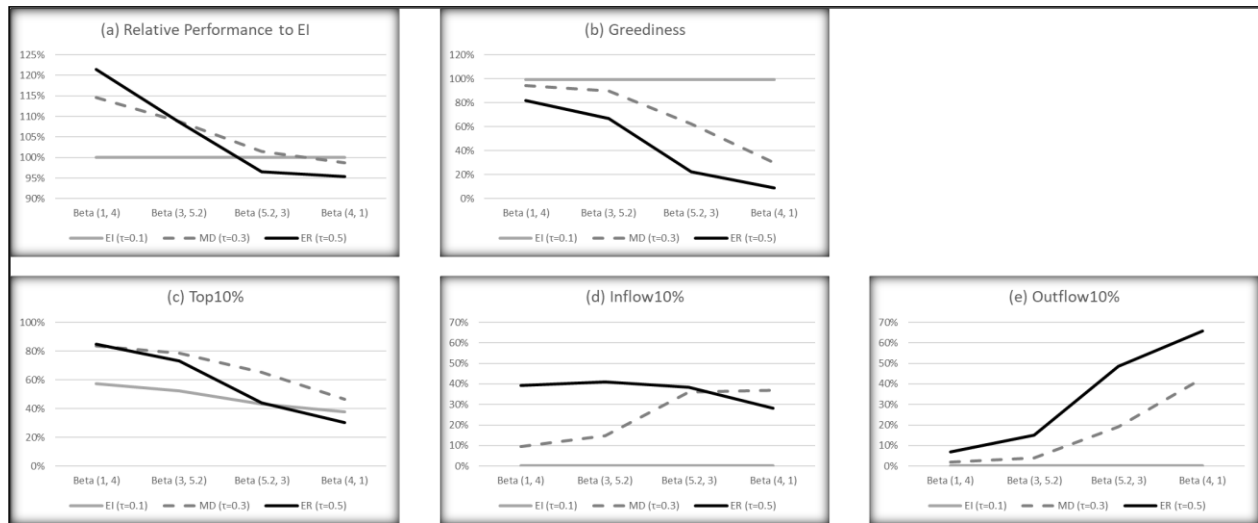 (a) Relative Performance to EI
125%
120%
115%
110%
105%
100%
95%
90%
Beta (1, 4) Beta (3, 5.2) Beta (5.2, 3) Beta (4, 1)
EI (τ=0.1) MD (τ=0.3) ER (τ=0.5)
(b) Greediness
120%
100%
80%
60%
40%
20%
0%
Beta (1, 4) Beta (3, 5.2) Beta (5.2, 3) Beta (4, 1)
EI (τ=0.1) MD (τ=0.3) ER (τ=0.5)
(c) Top10%
100%
80%
60%
40%
20%
0%
Beta (1, 4) Beta (3, 5.2) Beta (5.2, 3) Beta (4, 1)
EI (τ=0.1) MD (τ=0.3) ER (τ=0.5)
(d) Inflow10%
70%
60%
50%
40%
30%
20%
10%
0%
Beta (1, 4) Beta (3, 5.2) Beta (5.2, 3) Beta (4, 1)
EI (τ=0.1) MD (τ=0.3) ER (τ=0.5)
(e) Outflow10%
70%
60%
50%
40%
30%
20%
10%
0%
Beta (1, 4) Beta (3, 5.2) Beta (5.2, 3) Beta (4, 1)
EI (τ=0.1) MD (τ=0.3) ER (τ=0.5)